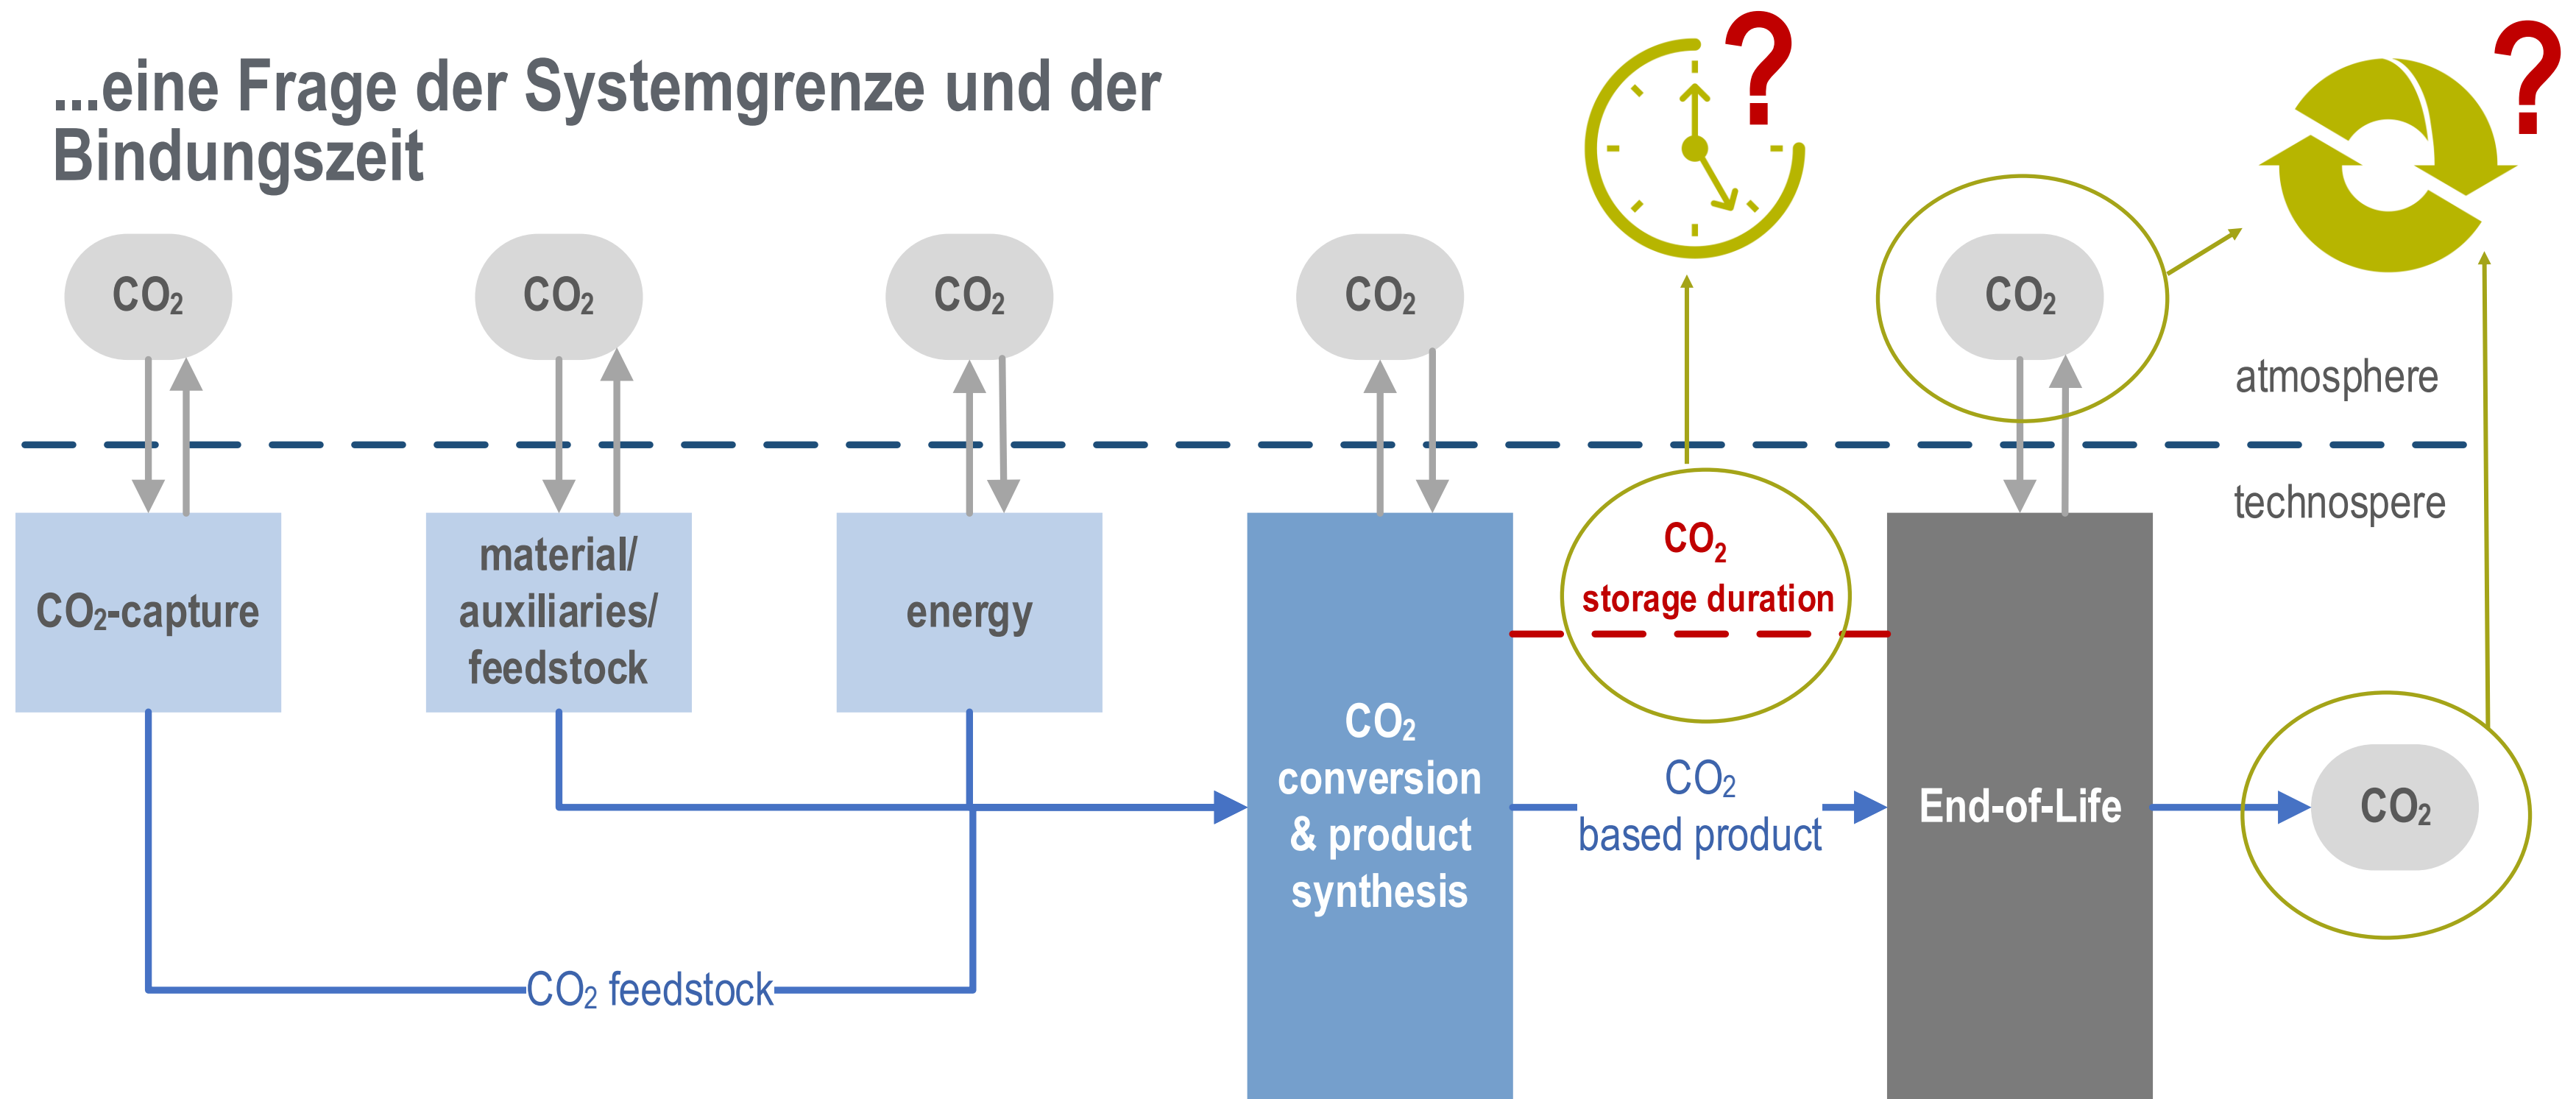 ...eine Frage der Systemgrenze und der
Bindungszeit
?
?
CO₂
CO₂
CO₂
CO₂
CO₂
atmosphere
technospere
CO₂-capture
material/
auxiliaries/
feedstock
energy
CO₂
storage duration
CO₂
conversion
& product
synthesis
CO₂
based product
End-of-Life
CO₂
CO₂ feedstock